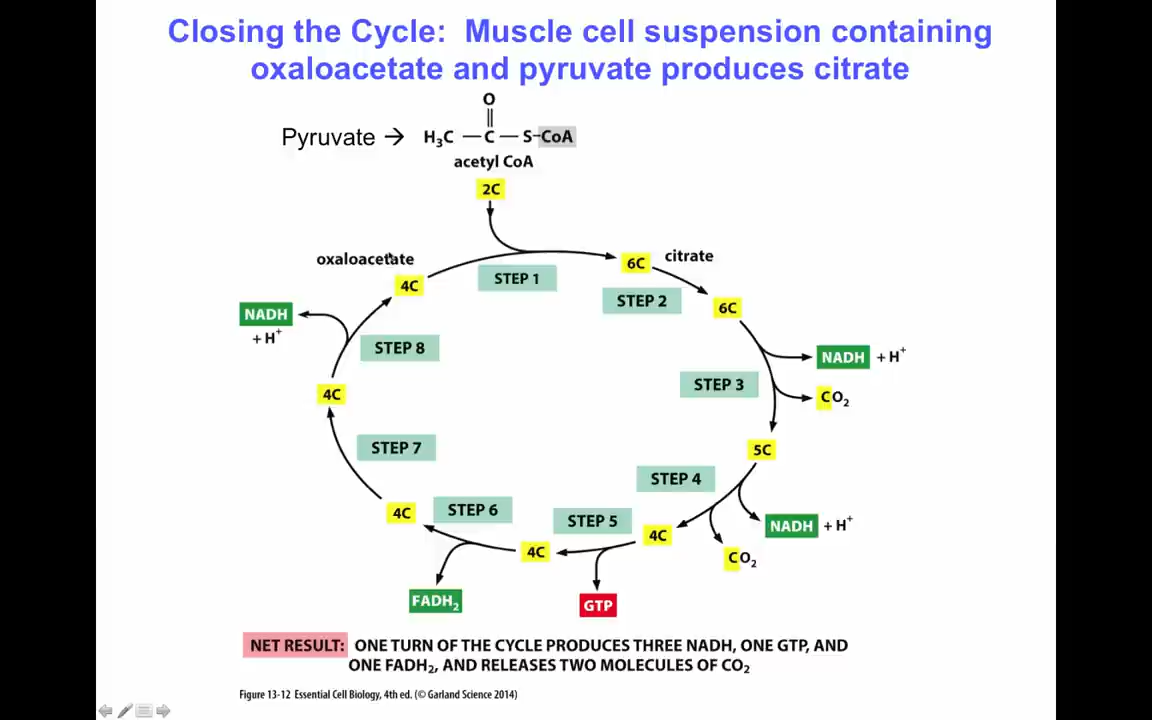 Closing the Cycle: Muscle cell suspension containing
oxaloacetate and pyruvate produces citrate
O
Pyruvate → H₃C — C — S-CoA
acetyl CoA
2C
oxaloacetate
4C
STEP 1
6C
citrate
STEP 2
6C
NADH
+ H⁺
STEP 8
NADH + H⁺
STEP 3
4C
CO₂
STEP 7
5C
STEP 4
4C
STEP 6
STEP 5
NADH + H⁺
4C
4C
CO₂
FADH₂
GTP
NET RESULT: ONE TURN OF THE CYCLE PRODUCES THREE NADH, ONE GTP, AND
ONE FADH₂, AND RELEASES TWO MOLECULES OF CO₂
Figure 13-12 Essential Cell Biology, 4th ed. (© Garland Science 2014)